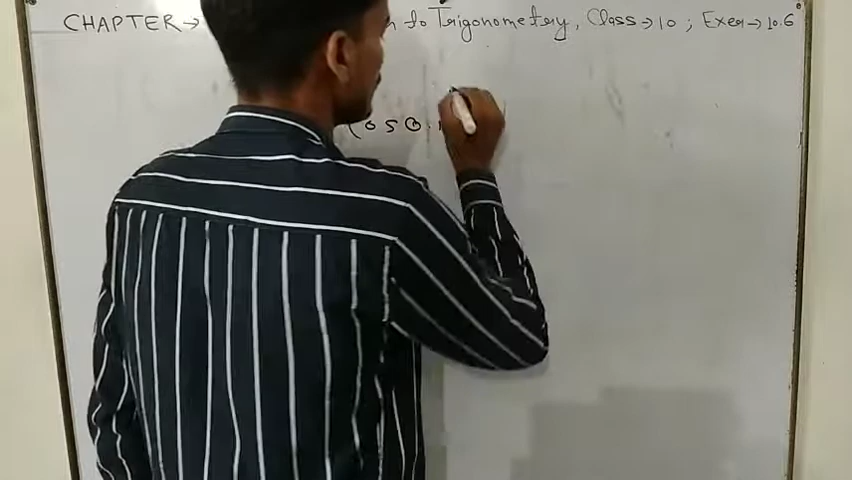 CHAPTER → n to Trigonometry, Class → 10 ; Exer → 10.6
cos θ